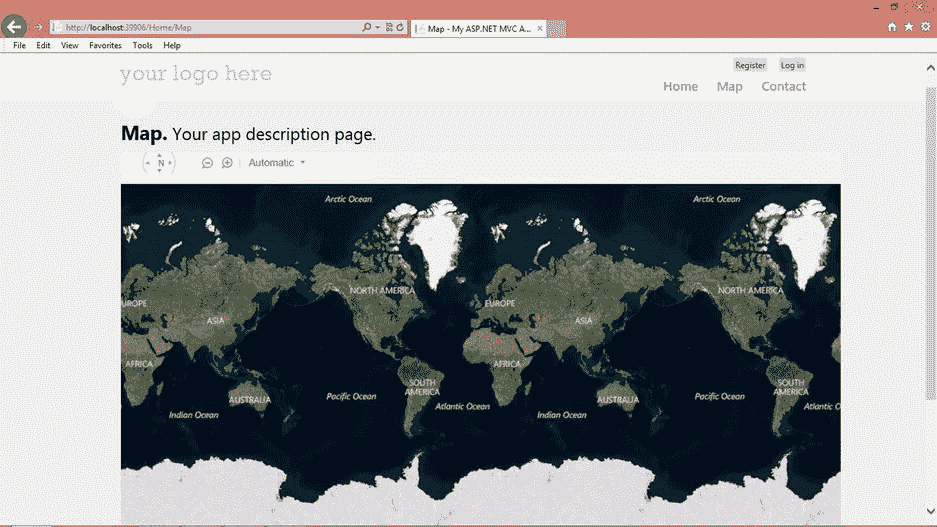 http://localhost:39906/Home/Map
Map - My ASP.NET MVC A...
File Edit View Favorites Tools Help
your logo here
Register Log in
Home Map Contact
Map. Your app description page.
N
Automatic
Arctic Ocean Arctic Ocean
NORTH AMERICA NORTH AMERICA
UROPE EUROPE
ASIA ASIA
AFRICA AFRICA
SOUTH AMERICA SOUTH AMERICA
AUSTRALIA Pacific Ocean AUSTRALIA Pacific Ocean
Atlantic Ocean Atlantic O
Indian Ocean Indian Ocean